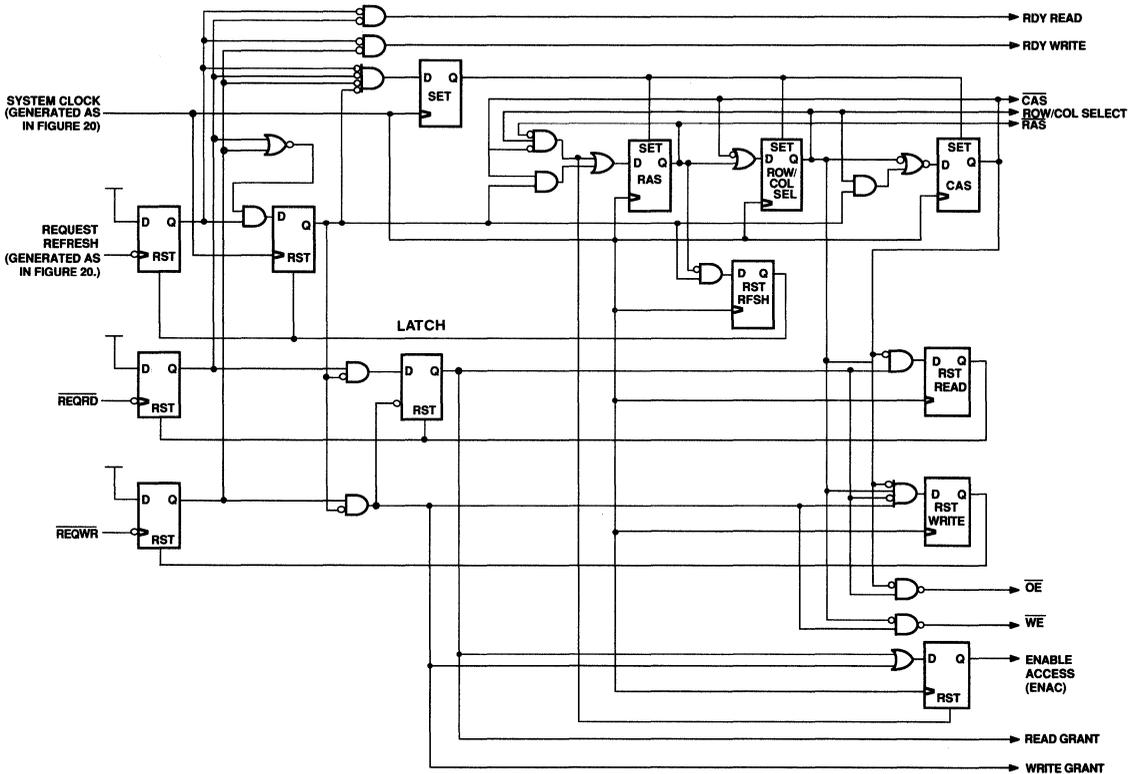 RDY READ
RDY WRITE
D Q
SET
SYSTEM CLOCK
(GENERATED AS
IN FIGURE 20)
CAS
ROW/COL SELECT
RAS
SET
D Q
RAS
SET
D Q
ROW/
COL
SEL
SET
D Q
CAS
D Q
RST
D Q
RST
REQUEST
REFRESH
(GENERATED AS
IN FIGURE 20.)
D Q
RST
RFSH
LATCH
D Q
RST
REQRD
D Q
RST
D Q
RST
READ
D Q
RST
REQWR
D Q
RST
WRITE
OE
WE
D Q
RST
ENABLE
ACCESS
(ENAC)
READ GRANT
WRITE GRANT